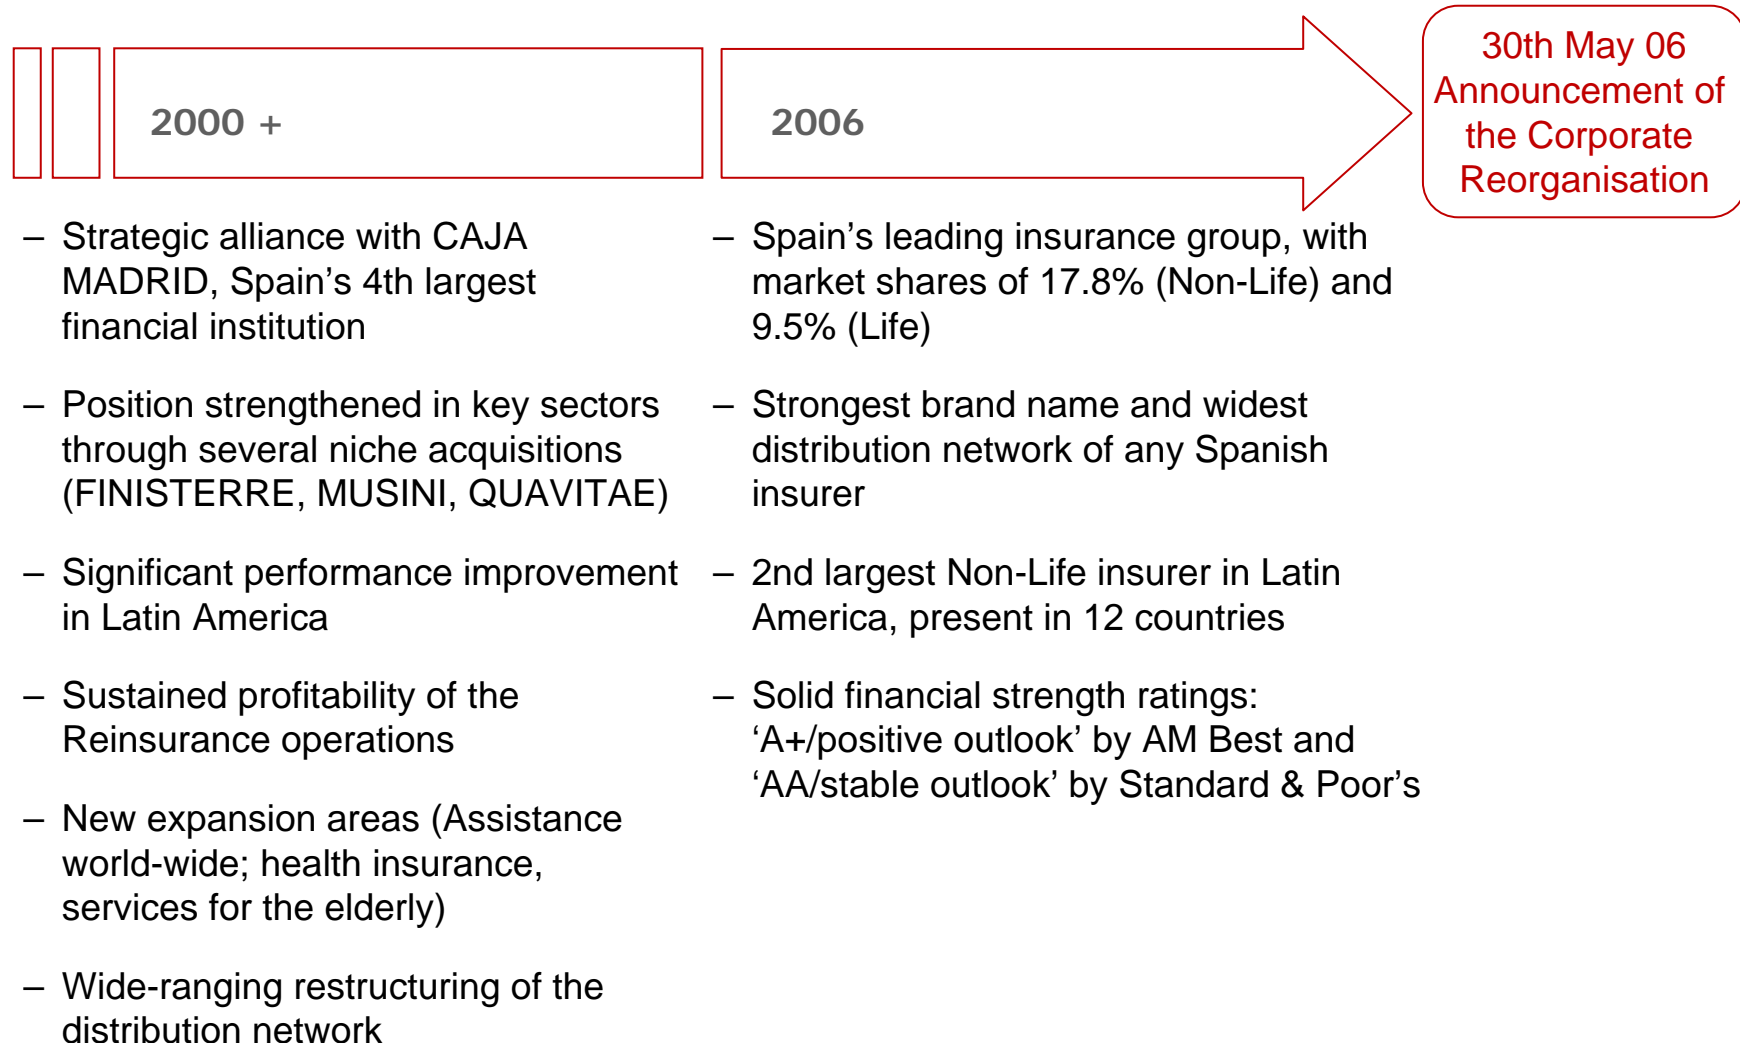 2000 +
2006
30th May 06
Announcement of
the Corporate
Reorganisation
– Strategic alliance with CAJA
MADRID, Spain’s 4th largest
financial institution
– Position strengthened in key sectors
through several niche acquisitions
(FINISTERRE, MUSINI, QUAVITAE)
– Significant performance improvement
in Latin America
– Sustained profitability of the
Reinsurance operations
– New expansion areas (Assistance
world-wide; health insurance,
services for the elderly)
– Wide-ranging restructuring of the
distribution network
– Spain’s leading insurance group, with
market shares of 17.8% (Non-Life) and
9.5% (Life)
– Strongest brand name and widest
distribution network of any Spanish
insurer
– 2nd largest Non-Life insurer in Latin
America, present in 12 countries
– Solid financial strength ratings:
‘A+/positive outlook’ by AM Best and
‘AA/stable outlook’ by Standard & Poor’s